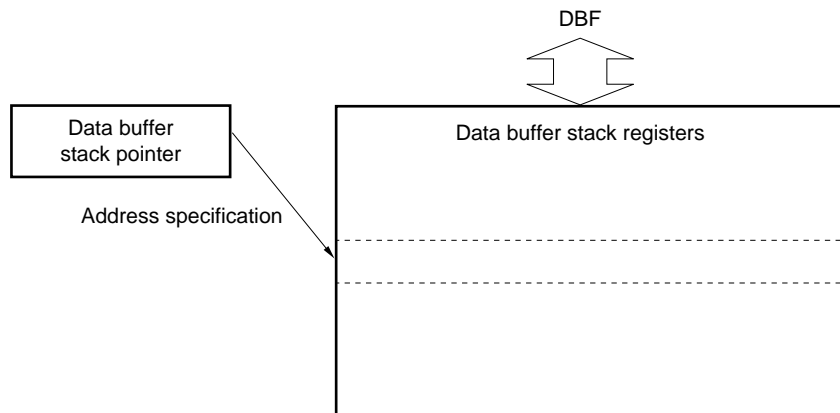 DBF
Data buffer
stack pointer
Data buffer stack registers
Address specification